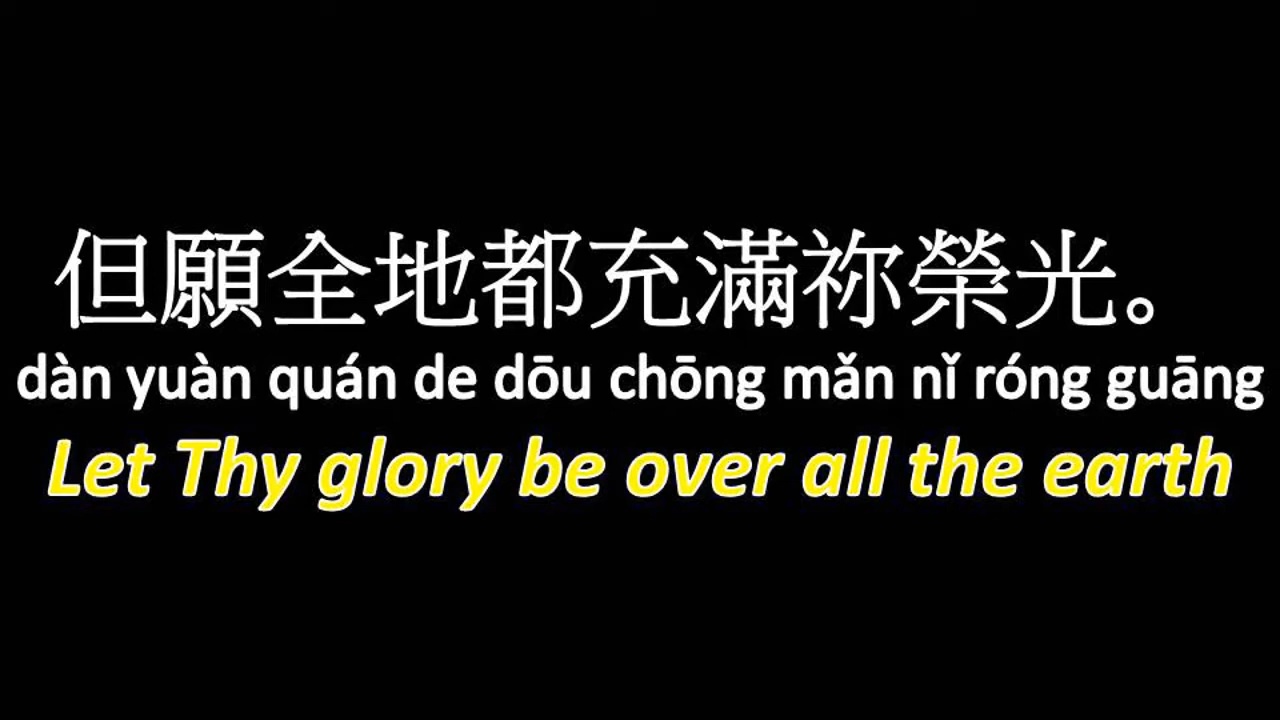 但願全地都充滿祢榮光。
dàn yuàn quán de dōu chōng mǎn nǐ róng guāng
Let Thy glory be over all the earth